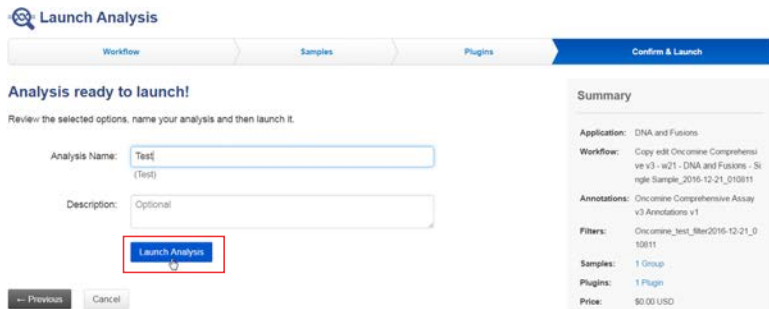 Launch Analysis
Workflow Samples Plugins Confirm & Launch
Analysis ready to launch!
Review the selected options, name your analysis and then launch it.
Analysis Name: Test
(Test)
Description: Optional
Launch Analysis
← Previous Cancel
Summary
Application: DNA and Fusions
Workflow: Copy edit Oncomine Comprehensi
ve v3 - w21 - DNA and Fusions - Si
ngle Sample_2016-12-21_010811
Annotations: Oncomine Comprehensive Assay
v3 Annotations v1
Filters: Oncomine_test_filter2016-12-21_0
10811
Samples: 1 Group
Plugins: 1 Plugin
Price: $0.00 USD